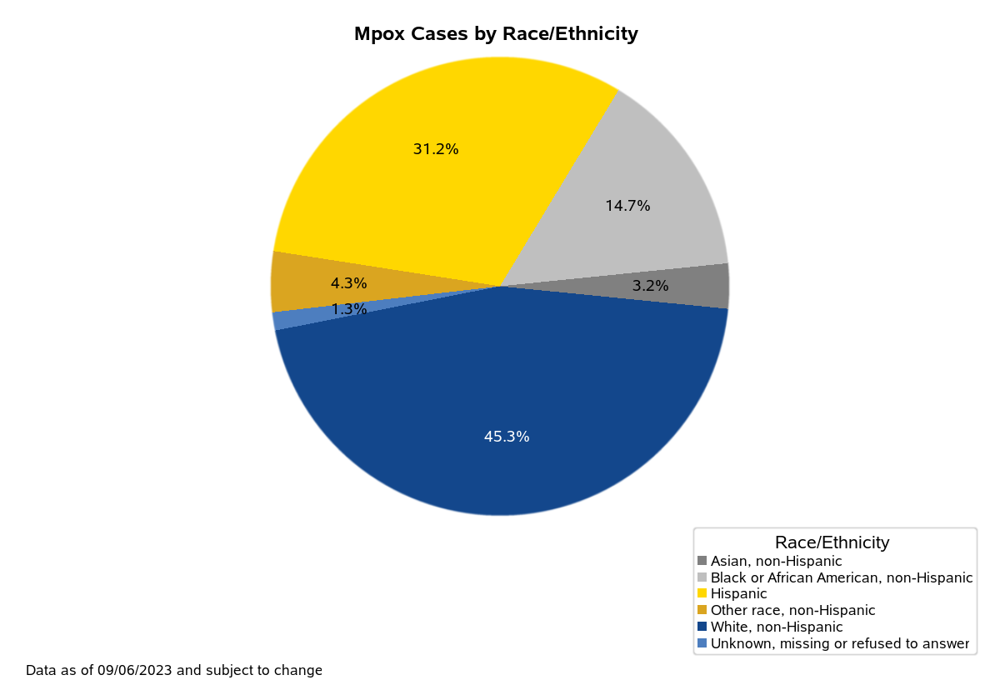 Mpox Cases by Race/Ethnicity
31.2%
14.7%
4.3%
3.2%
1.3%
45.3%
Race/Ethnicity
Asian, non-Hispanic
Black or African American, non-Hispanic
Hispanic
Other race, non-Hispanic
White, non-Hispanic
Unknown, missing or refused to answer
Data as of 09/06/2023 and subject to change